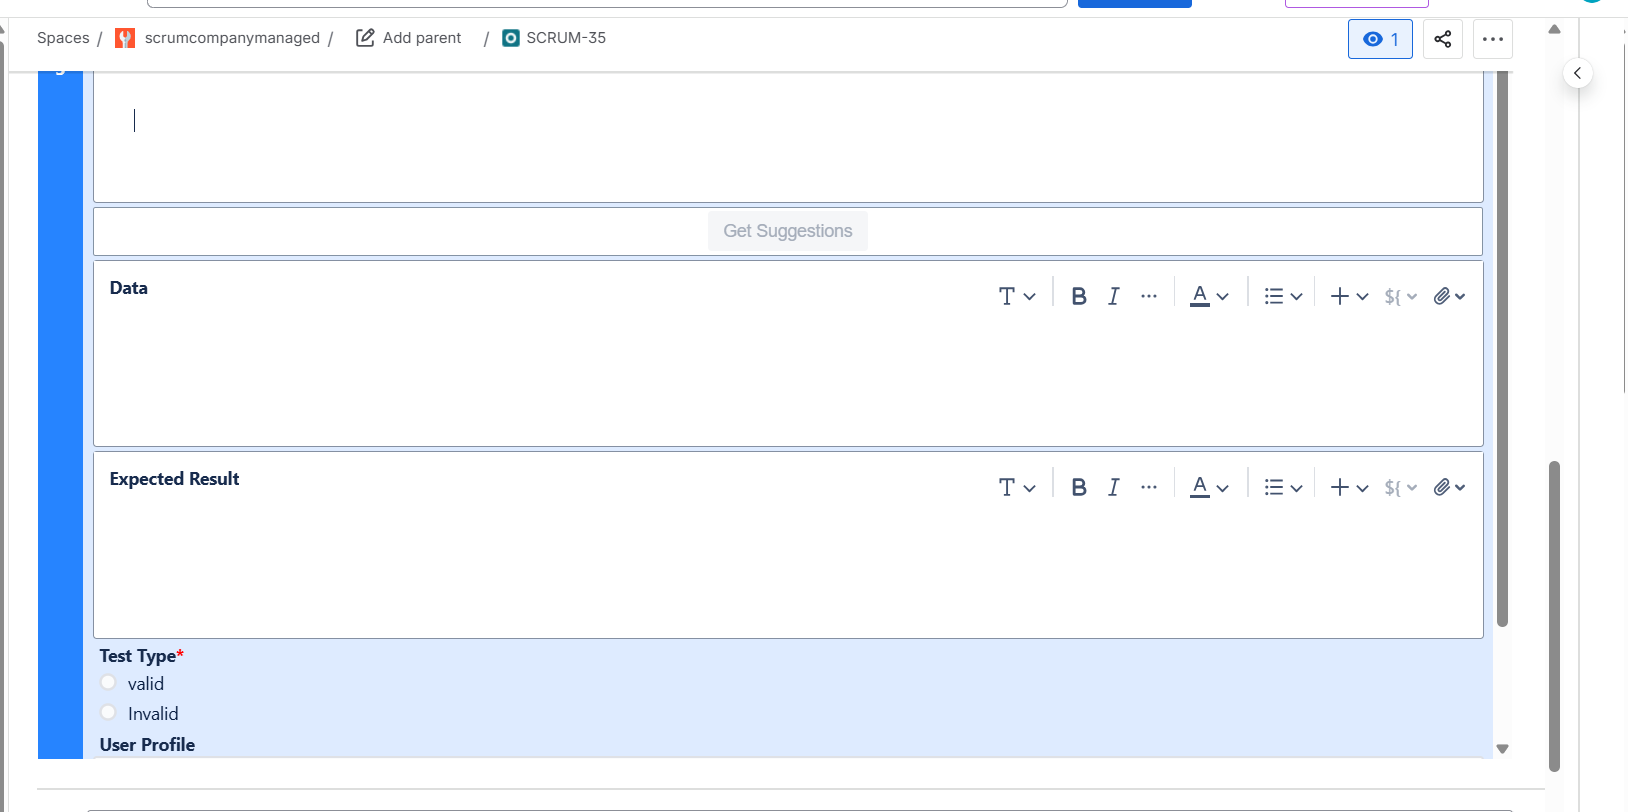 Spaces / scrumcompanymanaged / Add parent / SCRUM-35
1
Get Suggestions
Data
T B I ... A ${
Expected Result
T B I ... A ${
Test Type*
valid
Invalid
User Profile